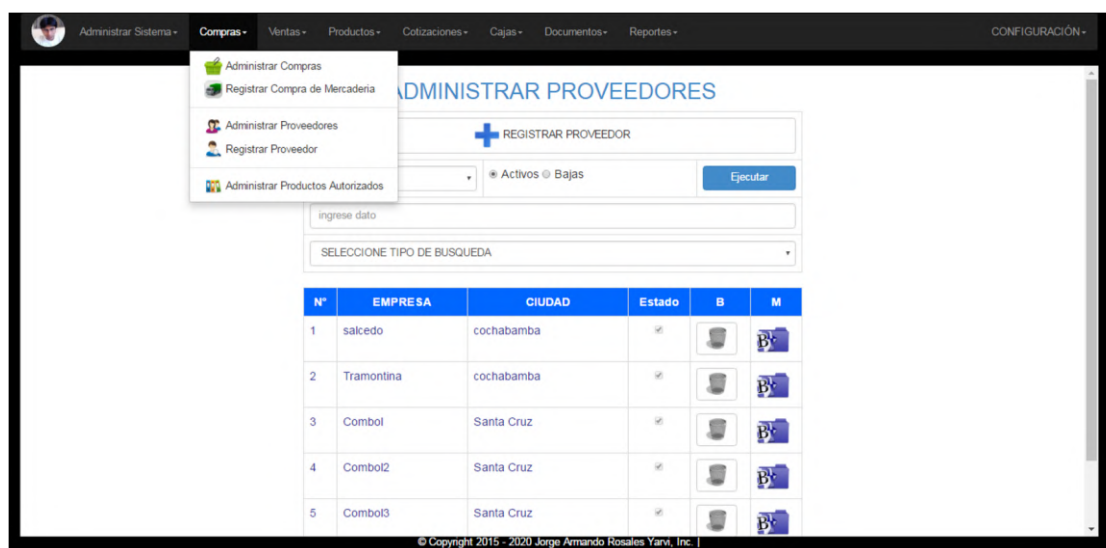 Administrar Sistema Compras Ventas Productos Cotizaciones Cajas Documentos Reportes CONFIGURACIÓN
Administrar Compras
Registrar Compra de Mercaderia
Administrar Proveedores
Registrar Proveedor
Administrar Productos Autorizados
ADMINISTRAR PROVEEDORES
REGISTRAR PROVEEDOR
Activos Bajas Ejecutar
ingrese dato
SELECCIONE TIPO DE BUSQUEDA
N° EMPRESA CIUDAD Estado B M
1 salcedo cochabamba
2 Tramontina cochabamba
3 Combol Santa Cruz
4 Combol2 Santa Cruz
5 Combol3 Santa Cruz
© Copyright 2015 - 2020 Jorge Armando Rosales Yarvi, Inc. |